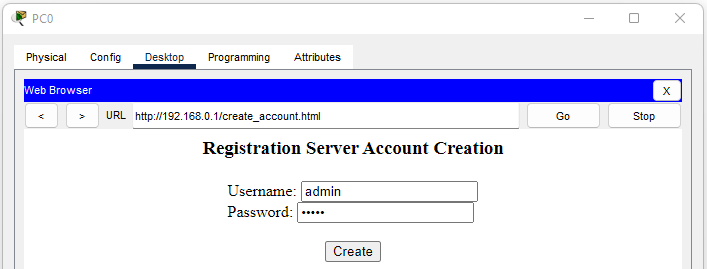 PC0
Physical Config Desktop Programming Attributes
Web Browser X
< > URL http://192.168.0.1/create_account.html Go Stop
Registration Server Account Creation
Username: admin
Password: •••••
Create